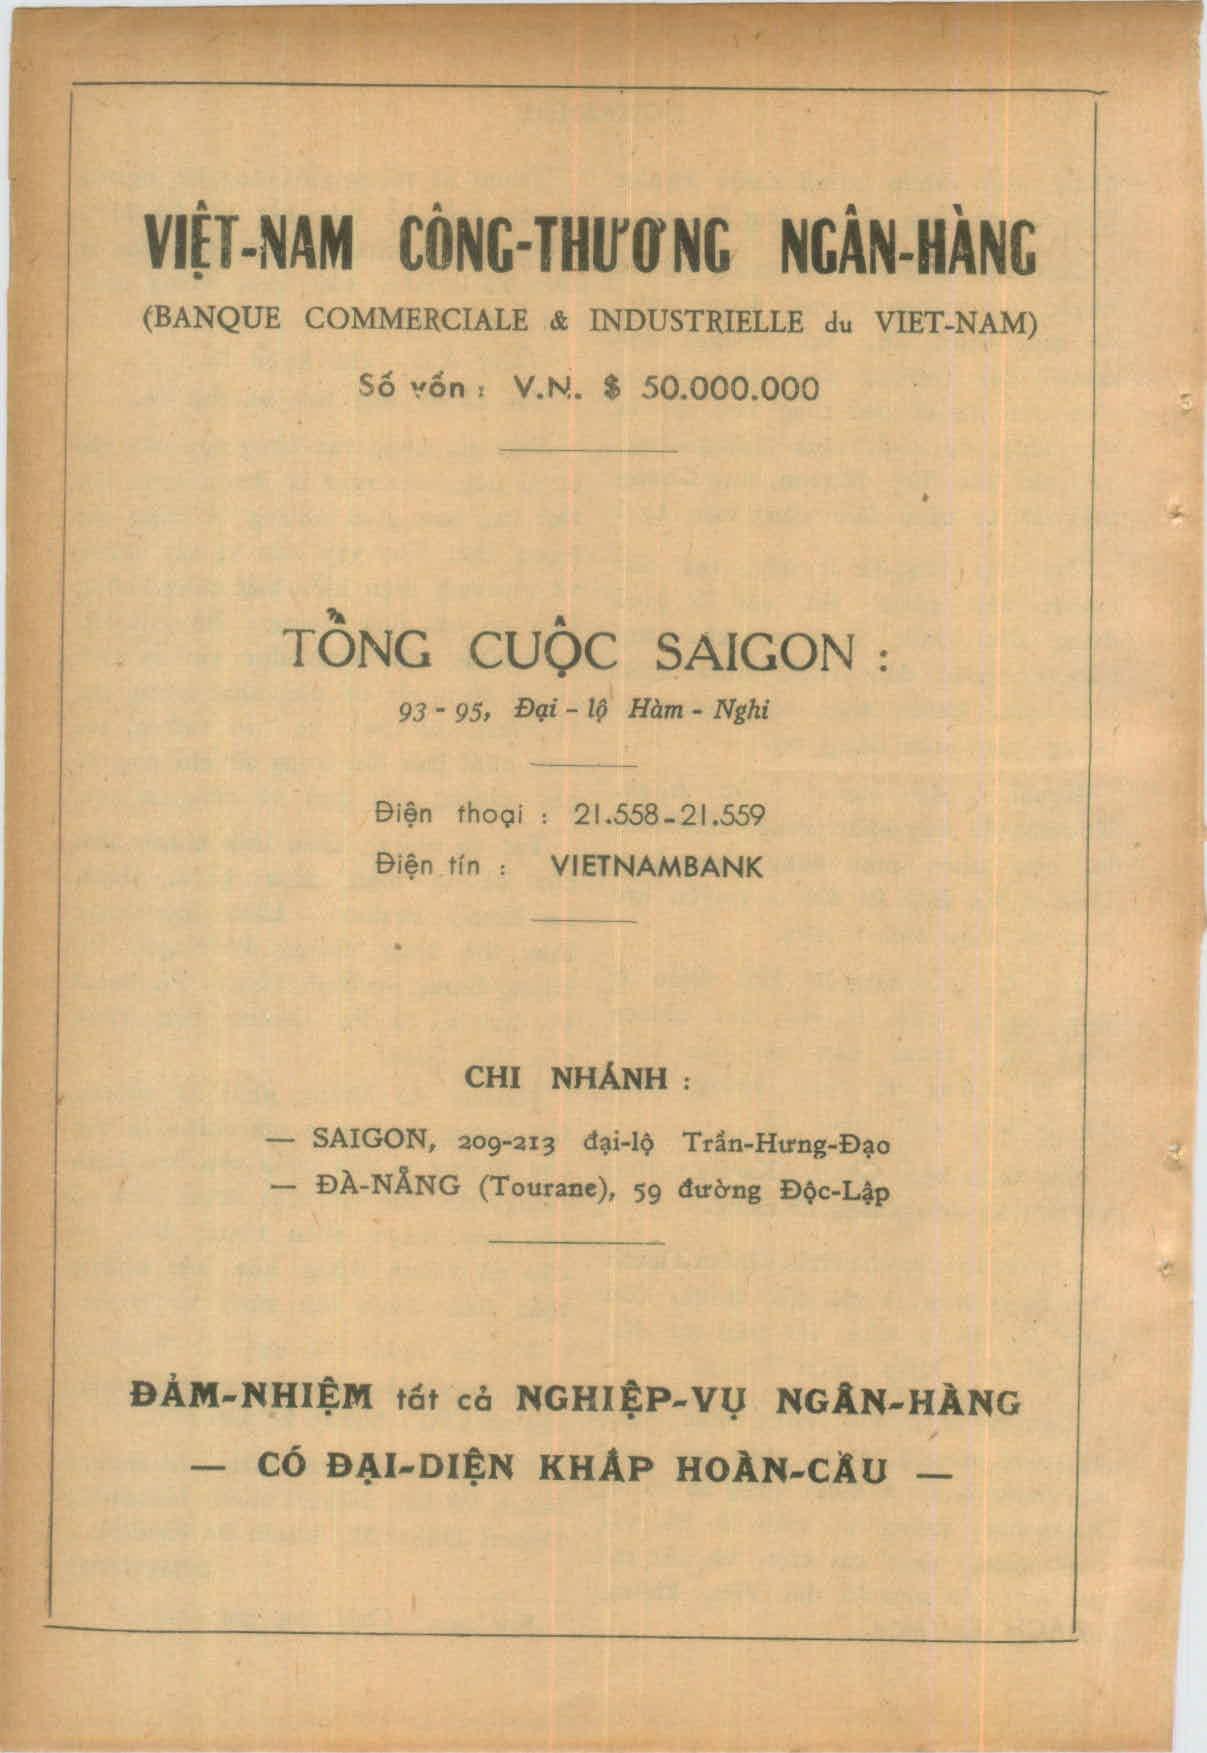 VIỆT-NAM CÔNG-THƯƠNG NGÂN-HÀNG
(BANQUE COMMERCIALE & INDUSTRIELLE du VIET-NAM)
Số vốn : V.N. $ 50.000.000
TỔNG CUỘC SAIGON :
93 - 95, Đại - lộ Hàm - Nghi
Điện thoại : 21.558-21.559
Điện tín : VIETNAMBANK
CHI NHÁNH :
— SAIGON, 209-213 đại-lộ Trần-Hưng-Đạo
— ĐÀ-NẴNG (Tourane), 59 đường Độc-Lập
ĐẢM-NHIỆM tất cả NGHIỆP-VỤ NGÂN-HÀNG
— CÓ ĐẠI-DIỆN KHẮP HOÀN-CẦU —